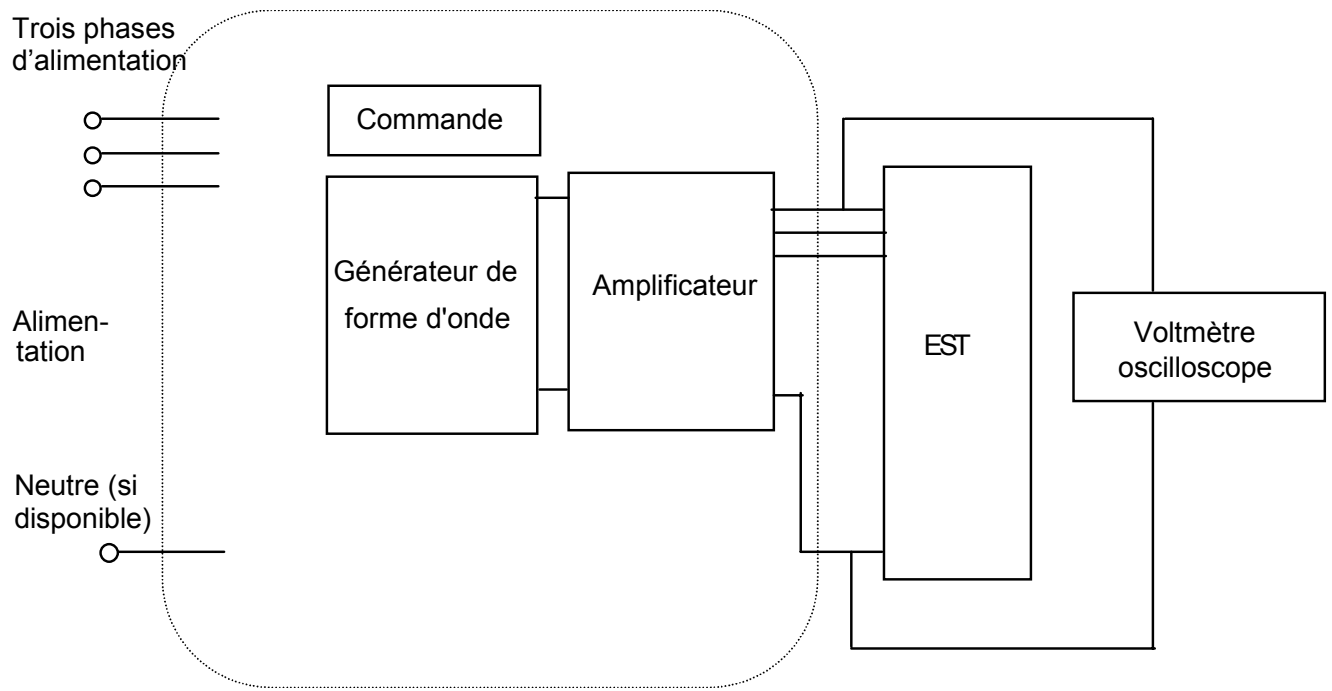 Trois phases
d’alimentation
Commande
Générateur de
forme d'onde
Amplificateur
EST
Voltmètre
oscilloscope
Alimen-
tation
Neutre (si
disponible)